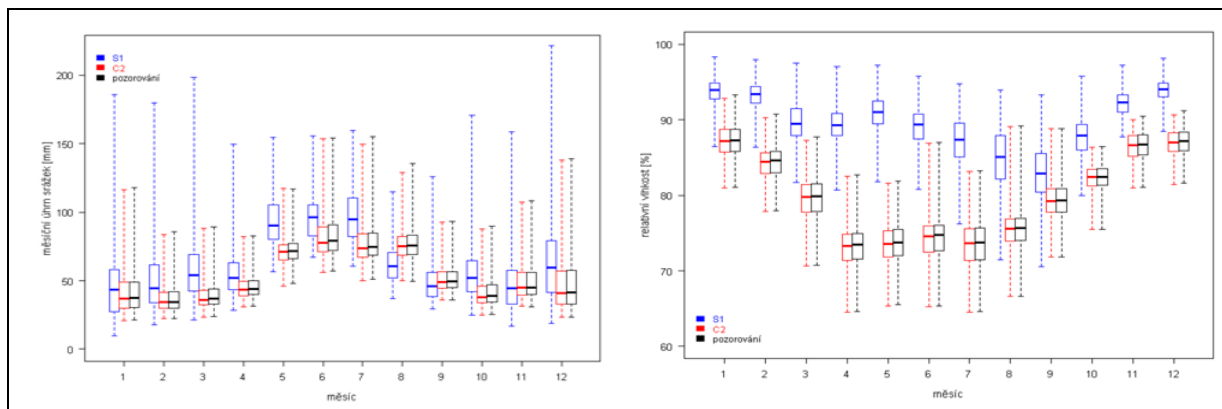 S1
C2
pozorování
200
150
100
50
0
měsíční úhrn srážek [mm]
1 2 3 4 5 6 7 8 9 10 11 12
měsíc
100
90
80
70
60
relativní vlhkost [%]
S1
C2
pozorování
1 2 3 4 5 6 7 8 9 10 11 12
měsíc